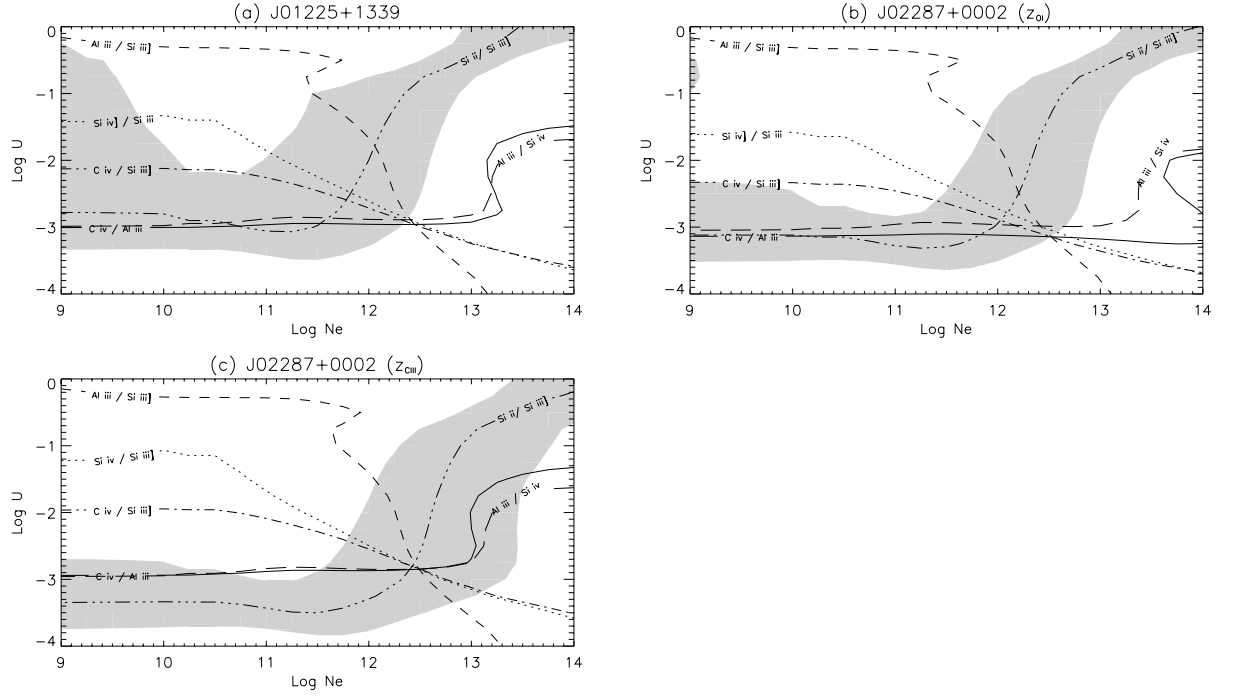 (a) J01225+1339
(b) J02287+0002 (zOI)
0
Al iii / Si iii]
Si ii/ Si iii]
−1
Si iv] / Si iii
Al iii / Si iv
−2
C iv / Si iii]
−3
C iv / Al iii
−4
Log U
9 10 11 12 13 14
Log Ne
0
Al iii / Si iii]
Si ii/ Si iii]
−1
Si iv] / Si iii
Al iii / Si iv
−2
C iv / Si iii]
−3
C iv / Al iii
−4
Log U
9 10 11 12 13 14
Log Ne
(c) J02287+0002 (zCIII)
0
Al iii / Si iii]
Si ii/ Si iii]
−1
Si iv / Si iii]
−2
Al iii / Si iv
C iv / Si iii]
−3
C iv / Al iii
−4
Log U
9 10 11 12 13 14
Log Ne